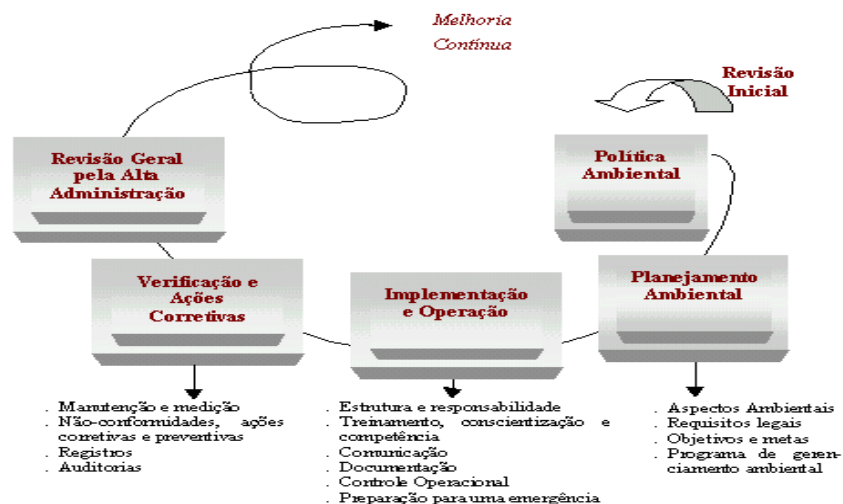 Melhoria
Contínua
Revisão
Inicial
Revisão Geral
pela Alta
Administração
Política
Ambiental
Verificação e
Ações
Corretivas
Implementação
e Operação
Planejamento
Ambiental
. Manutenção e medição
. Não-conformidades, ações
corretivas e preventivas
. Registros
. Auditorias
. Estrutura e responsabilidade
. Treinamento, conscientização e
competência
. Comunicação
. Documentação
. Controle Operacional
. Preparação para uma emergência
. Aspectos Ambientais
. Requisitos legais
. Objetivos e metas
. Programa de geren-
ciamento ambiental